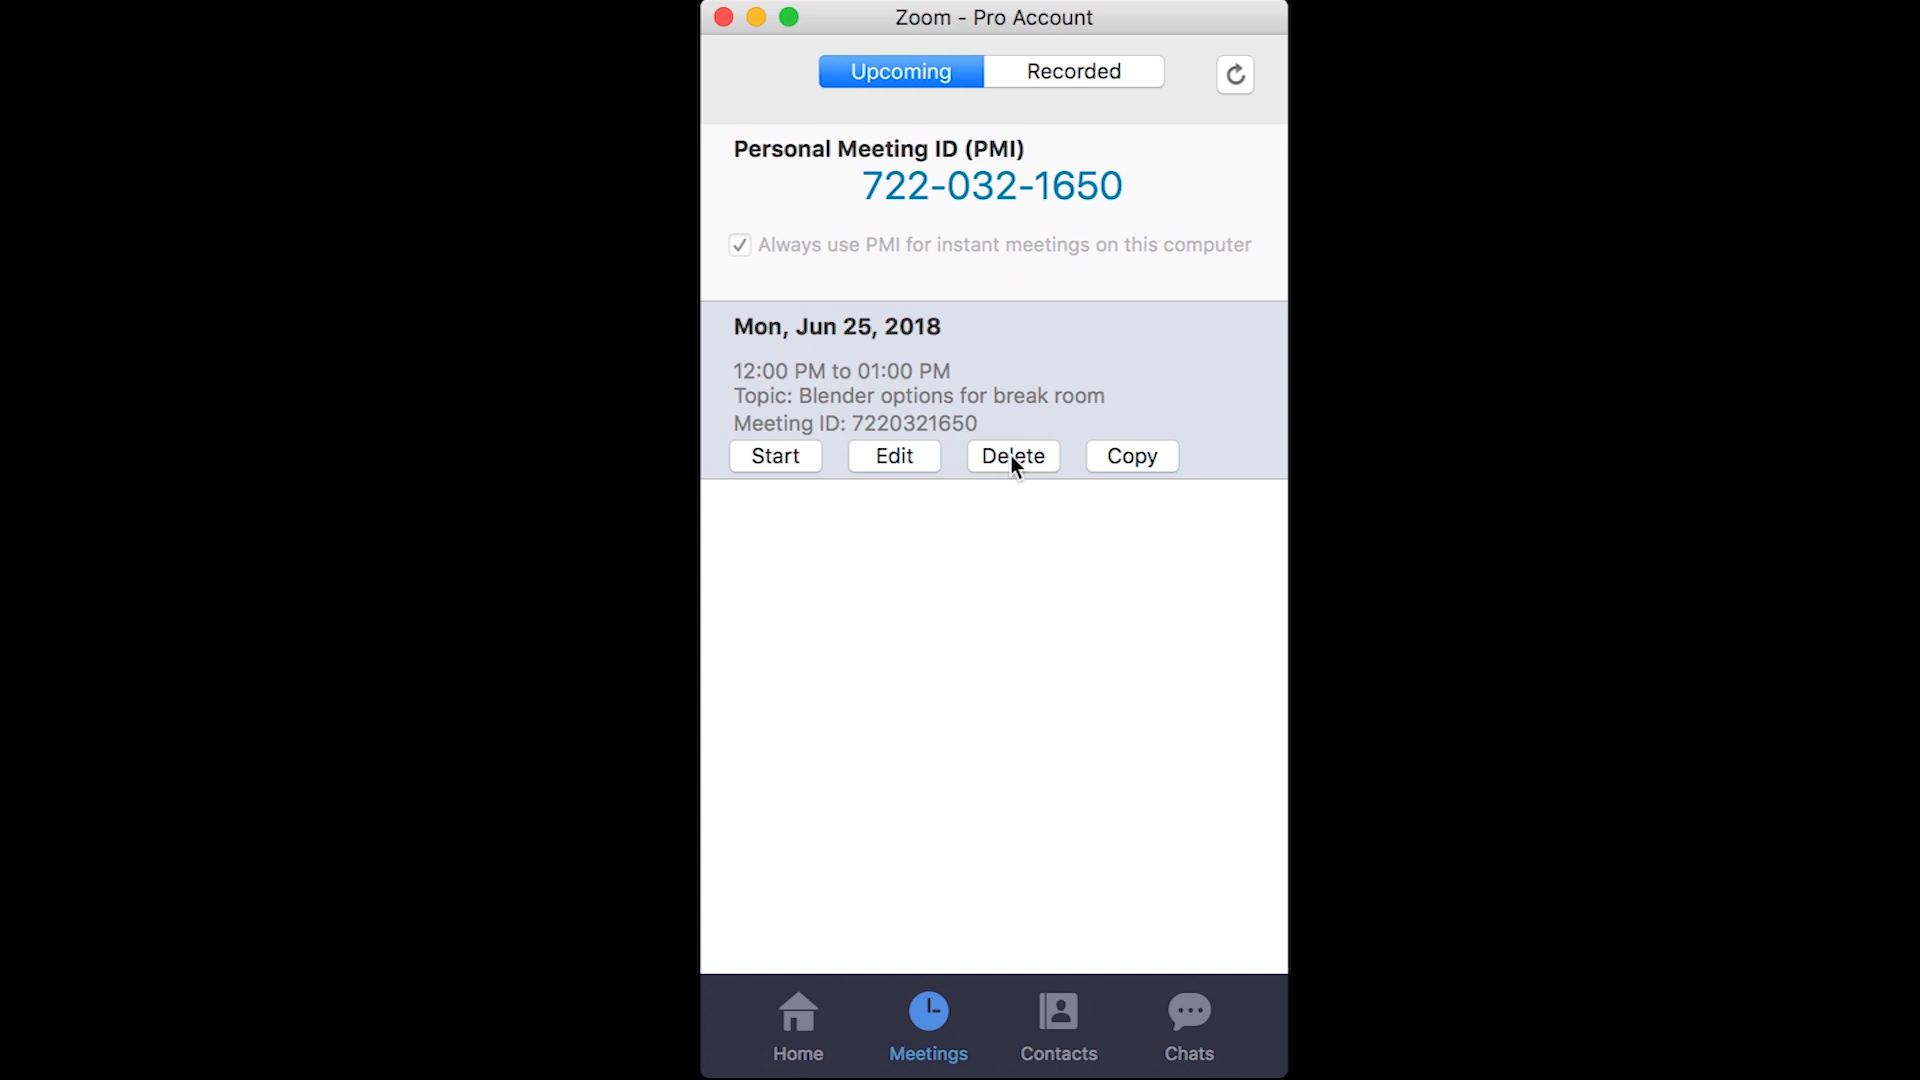 Zoom - Pro Account
Upcoming Recorded
Personal Meeting ID (PMI)
722-032-1650
Always use PMI for instant meetings on this computer
Mon, Jun 25, 2018
12:00 PM to 01:00 PM
Topic: Blender options for break room
Meeting ID: 7220321650
Start Edit Delete Copy
Home Meetings Contacts Chats